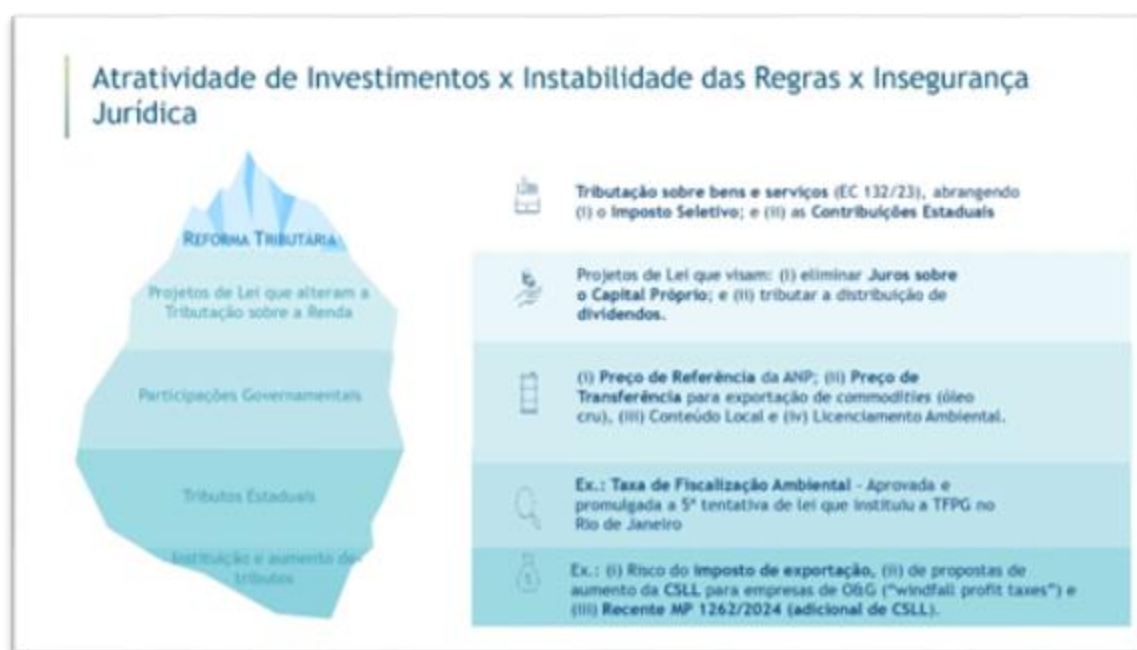 Atratividade de Investimentos x Instabilidade das Regras x Insegurança
Jurídica
REFORMA TRIBUTÁRIA
Projetos de Lei que alteram a
Tributação sobre a Renda
Participações Governamentais
Tributos Estaduais
Instituição e aumento de
tributos
Tributação sobre bens e serviços (EC 132/23), abrangendo
(i) o Imposto Seletivo; e (ii) as Contribuições Estaduais
Projetos de Lei que visam: (i) eliminar Juros sobre
o Capital Próprio; e (ii) tributar a distribuição de
dividendos.
(i) Preço de Referência da ANP; (ii) Preço de
Transferência para exportação de commodities (óleo
cru), (iii) Conteúdo Local e (iv) Licenciamento Ambiental.
Ex.: Taxa de Fiscalização Ambiental - Aprovada e
promulgada a 5ª tentativa de lei que instituiu a TFPG no
Rio de Janeiro
Ex.: (i) Risco do imposto de exportação, (ii) de propostas de
aumento da CSLL para empresas de O&G ("windfall profit taxes") e
(iii) Recente MP 1262/2024 (adicional de CSLL).